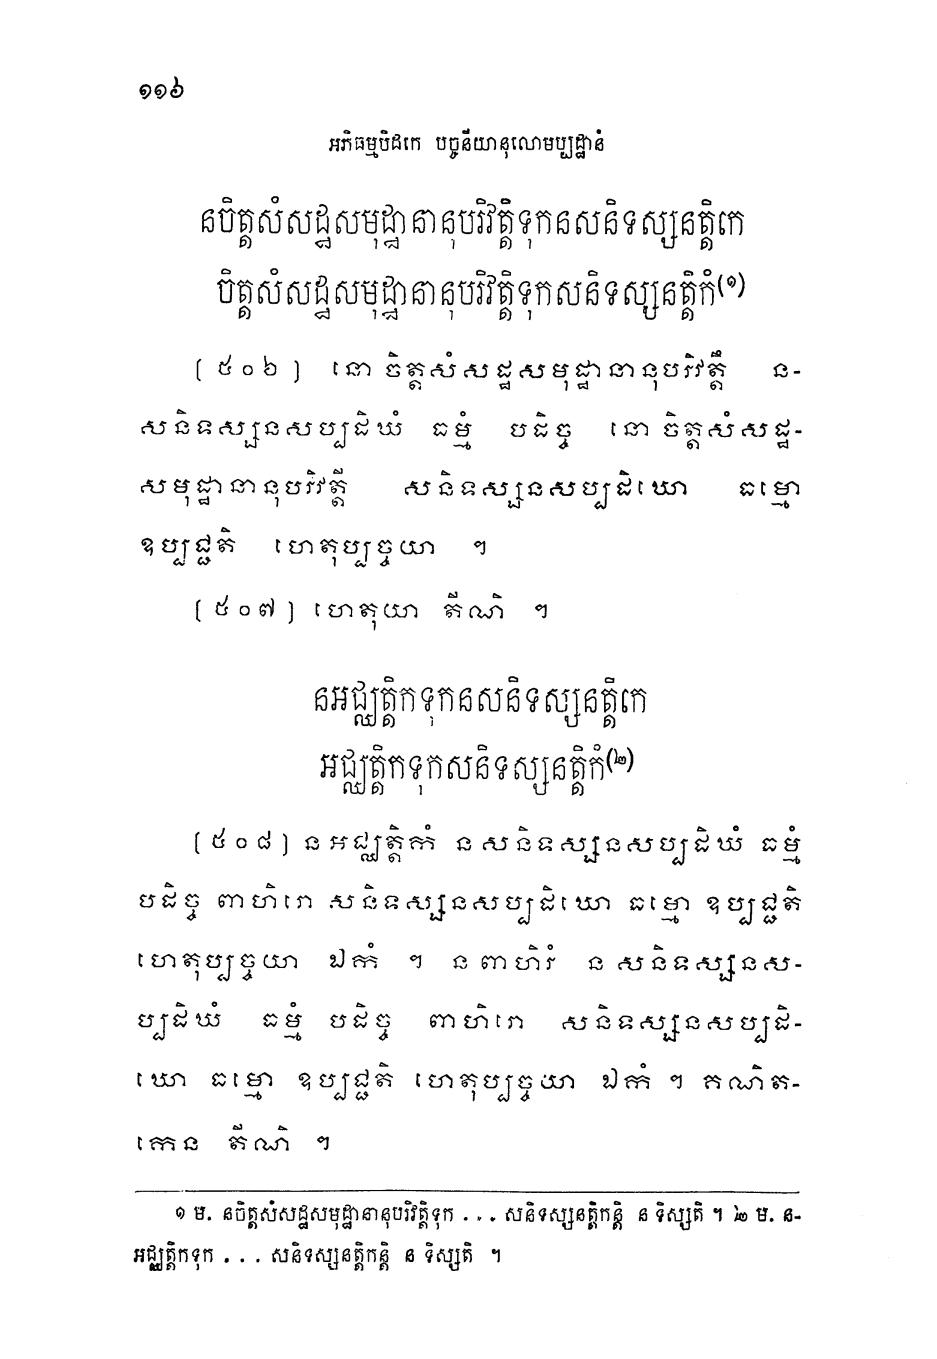 ១១៦
អភិធម្មបិដកេ បច្ចនីយានុលោមប្បដ្ឋានំ
នចិត្តសំសដ្ឋសមុដ្ឋានានុបរិវត្តិទុកនសនិទស្សនត្តិកេ
ចិត្តសំសដ្ឋសមុដ្ឋានានុបរិវត្តិទុកសនិទស្សនត្តិកំ(១)
[៥០៦] នោ ចិត្តសំសដ្ឋសមុដ្ឋានានុបរិវត្តឹ ន-
សនិទស្សនសប្បដិឃំ ធម្មំ បដិច្ច នោ ចិត្តសំសដ្ឋ-
សមុដ្ឋានានុបរិវត្តី សនិទស្សនសប្បដិឃោ ធម្មោ
ឧប្បជ្ជតិ ហេតុប្បច្ចយា ។
[៥០៧] ហេតុយា តីណិ ។
នអជ្ឈត្តិកទុកនសនិទស្សនត្តិកេ
អជ្ឈត្តិកទុកសនិទស្សនត្តិកំ(២)
[៥០៨] ន អជ្ឈត្តិកំ ន សនិទស្សនសប្បដិឃំ ធម្មំ
បដិច្ច ពាហិរោ សនិទស្សនសប្បដិឃោ ធម្មោ ឧប្បជ្ជតិ
ហេតុប្បច្ចយា ឯកំ ។ ន ពាហិរំ ន សនិទស្សនស-
ប្បដិឃំ ធម្មំ បដិច្ច ពាហិរោ សនិទស្សនសប្បដិ-
ឃោ ធម្មោ ឧប្បជ្ជតិ ហេតុប្បច្ចយា ឯកំ ។ គណិត-
កេន តីណិ ។
១ ម. នចិត្តសំសដ្ឋសមុដ្ឋានានុបរិវត្តិទុក . . . សនិទស្សនត្តិកន្តិ ន ទិស្សតិ ។ ២ ម. ន-
អជ្ឈត្តិកទុក . . . សនិទស្សនត្តិកន្តិ ន ទិស្សតិ ។